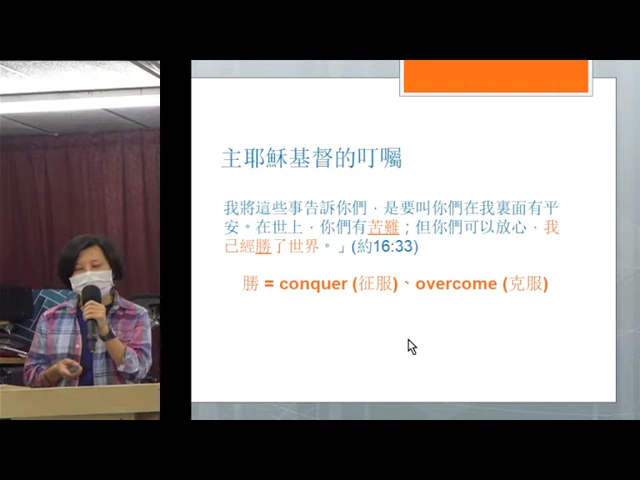 主耶穌基督的叮囑
我將這些事告訴你們，是要叫你們在我裏面有平
安。在世上，你們有苦難；但你們可以放心，我
已經勝了世界。」(約16:33)
勝 = conquer (征服)、overcome (克服)